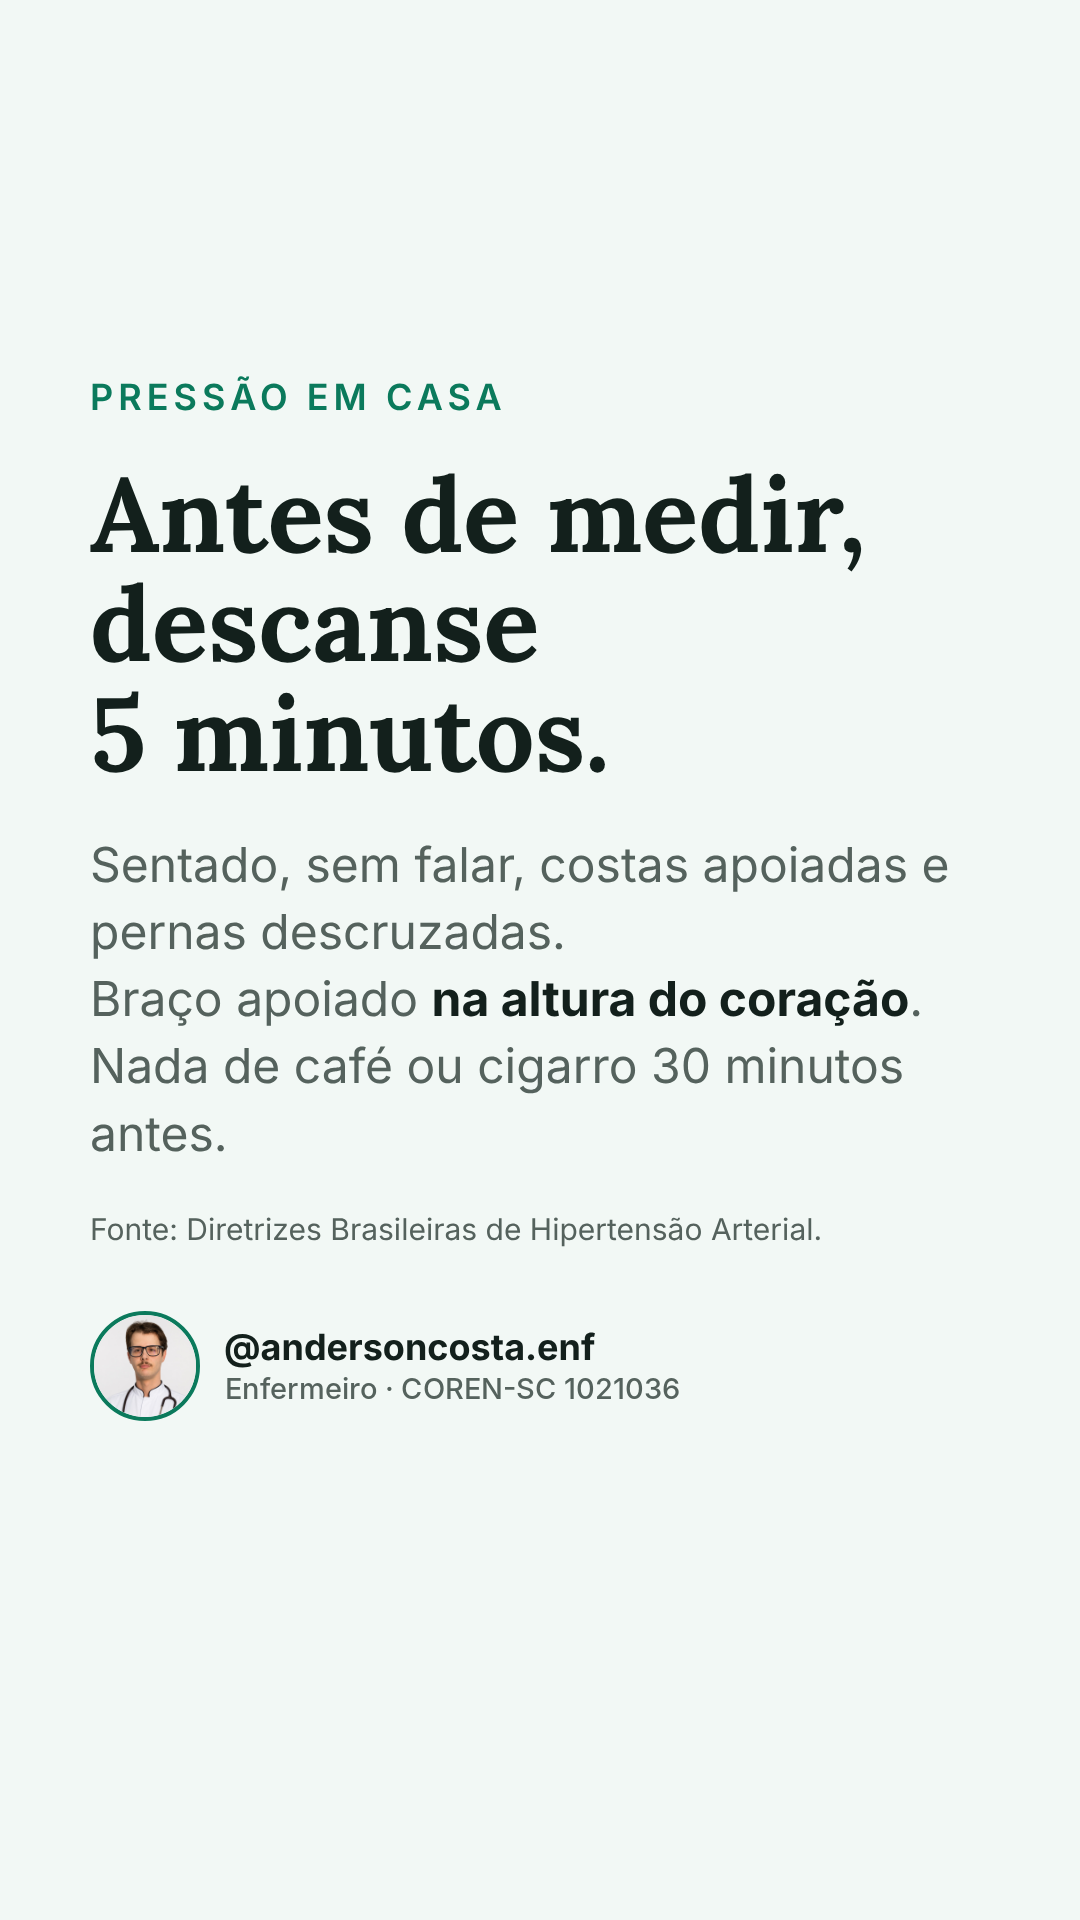 PRESSÃO EM CASA
Antes de medir,
descanse
5 minutos.
Sentado, sem falar, costas apoiadas e
pernas descruzadas.
Braço apoiado na altura do coração.
Nada de café ou cigarro 30 minutos
antes.
Fonte: Diretrizes Brasileiras de Hipertensão Arterial.
@andersoncosta.enf
Enfermeiro · COREN-SC 1021036